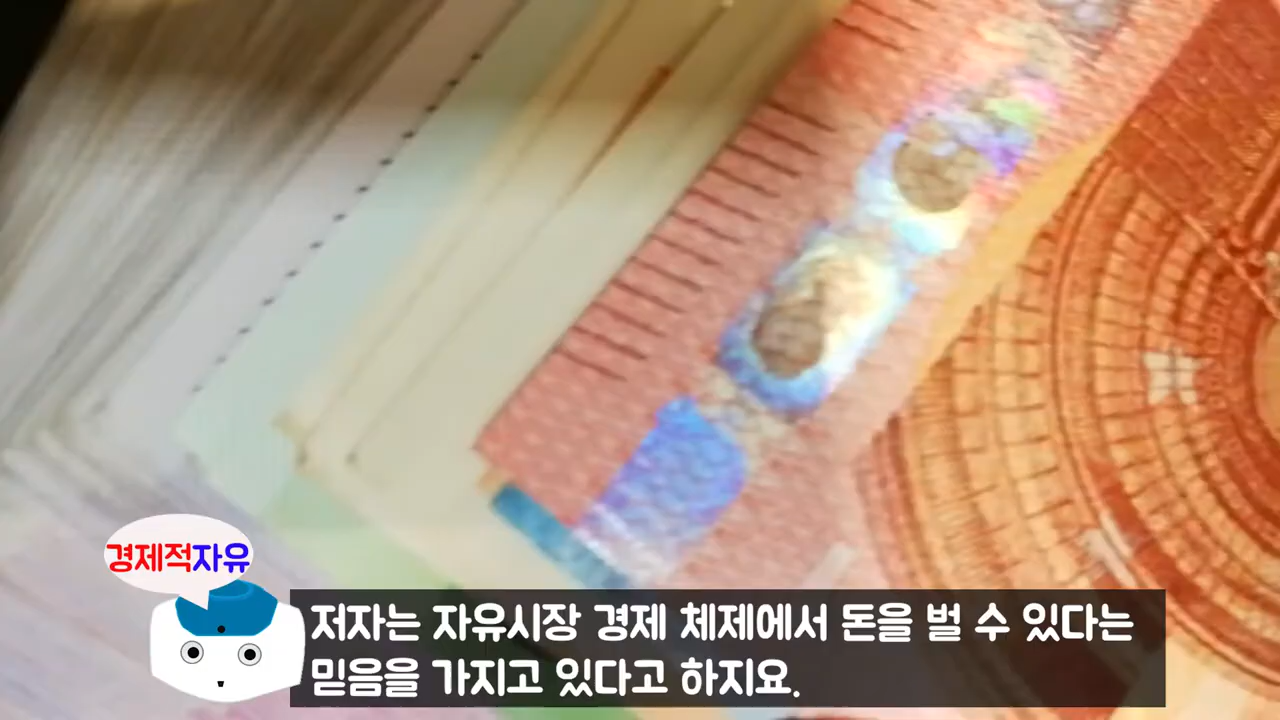 경제적자유
저자는 자유시장 경제 체제에서 돈을 벌 수 있다는
믿음을 가지고 있다고 하지요.